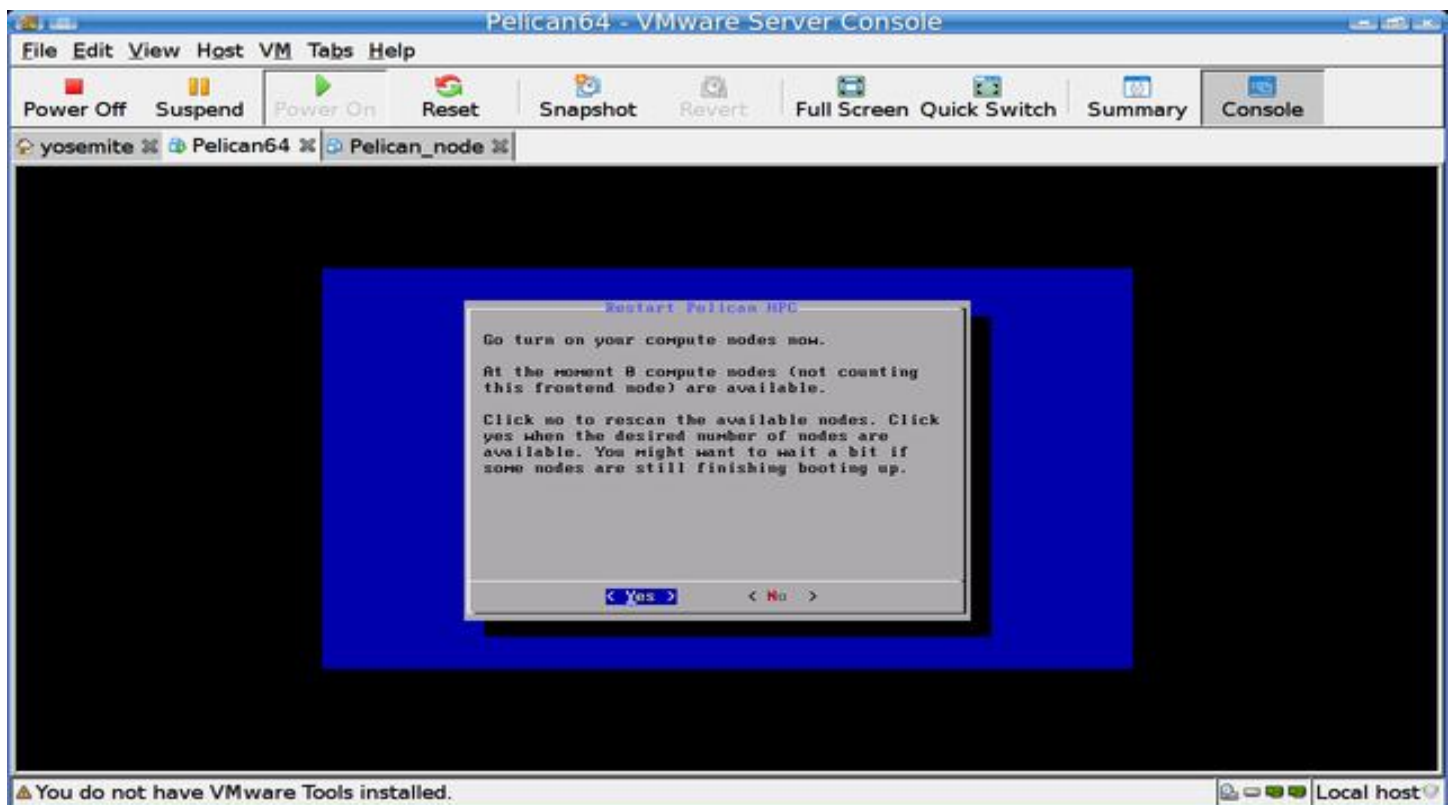 Pelican64 - VMware Server Console
File Edit View Host VM Tabs Help
Power Off Suspend Power On Reset Snapshot Revert Full Screen Quick Switch Summary Console
yosemite Pelican64 Pelican_node
Restart Pelican HPC
Go turn on your compute nodes now.
At the moment 0 compute nodes (not counting
this frontend node) are available.
Click no to rescan the available nodes. Click
yes when the desired number of nodes are
available. You might want to wait a bit if
some nodes are still finishing booting up.
< Yes > < No >
You do not have VMware Tools installed.
Local host